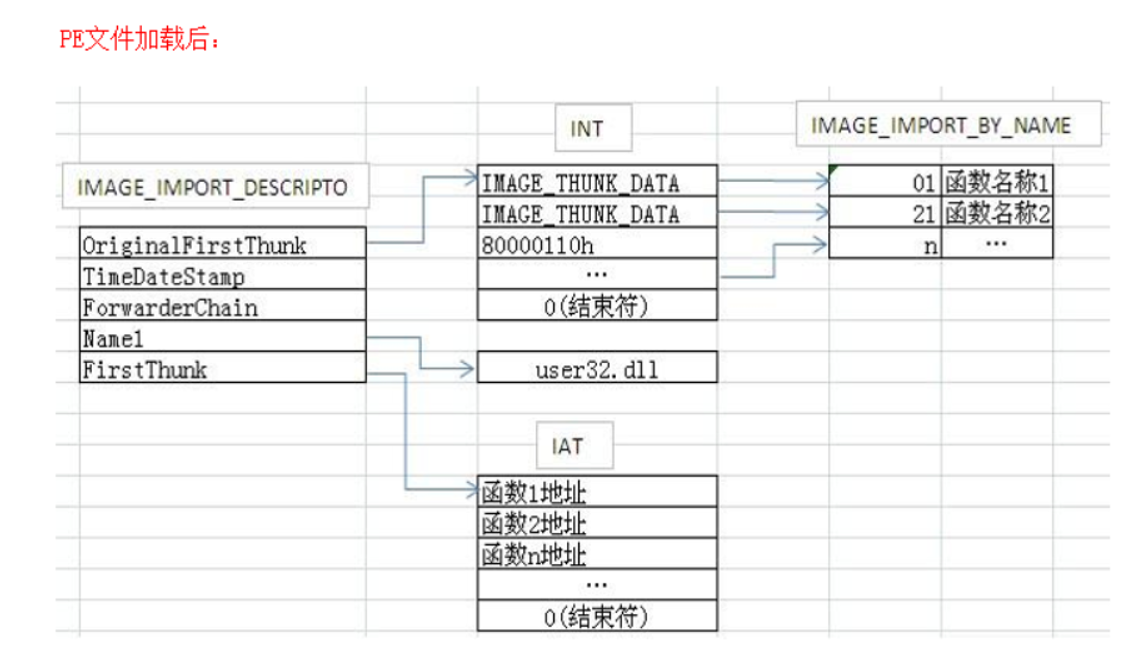 PE文件加载后:
INT
IMAGE_IMPORT_BY_NAME
IMAGE_IMPORT_DESCRIPTO
IMAGE_THUNK_DATA
01 函数名称1
IMAGE_THUNK_DATA
21 函数名称2
OriginalFirstThunk
80000110h
n …
TimeDateStamp
…
ForwarderChain
0(结束符)
Name1
FirstThunk
user32.dll
IAT
函数1地址
函数2地址
函数n地址
…
0(结束符)